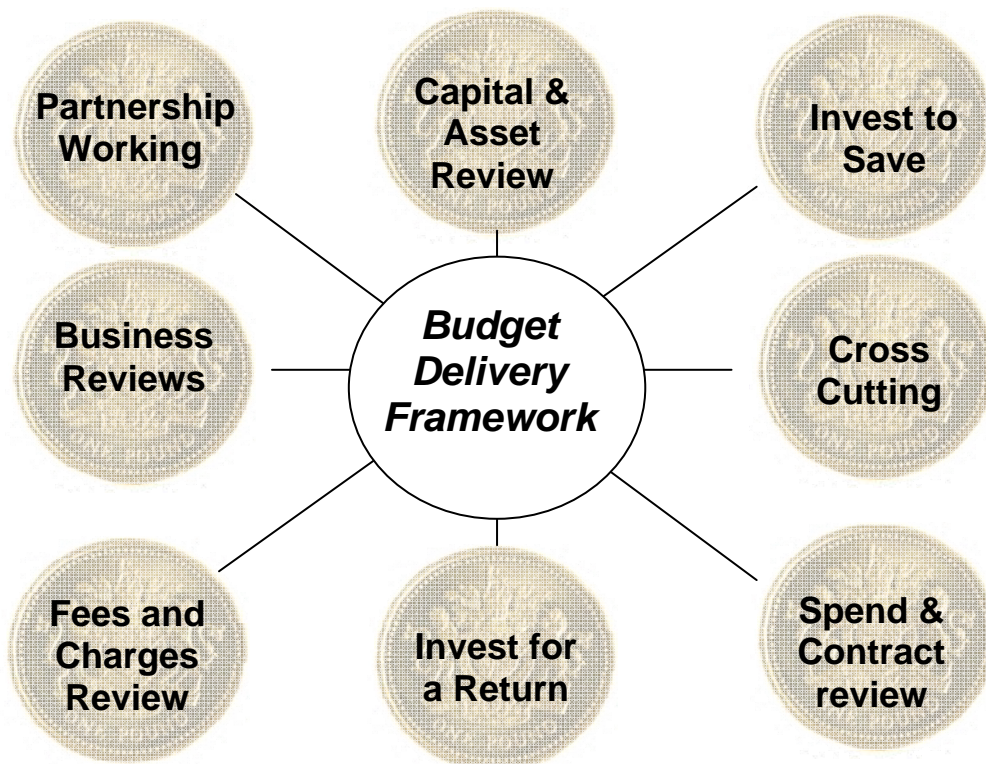 Partnership
Working
Capital &
Asset
Review
Invest to
Save
Business
Reviews
Budget
Delivery
Framework
Cross
Cutting
Fees and
Charges
Review
Invest for
a Return
Spend &
Contract
review